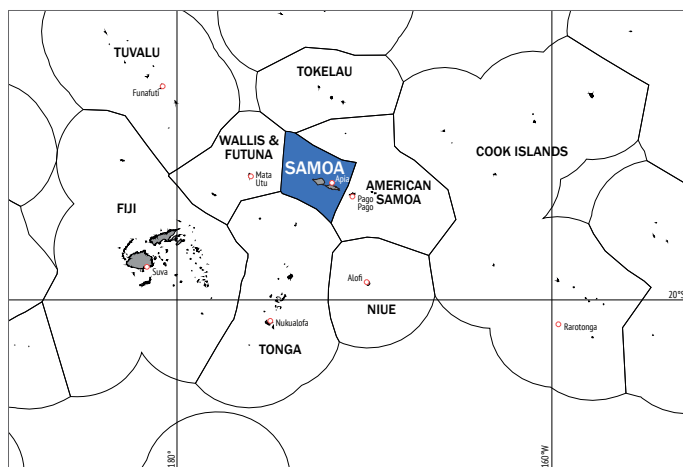 TUVALU
Funafuti
TOKELAU
WALLIS &
FUTUNA
SAMOA
COOK ISLANDS
Mata
Utu
Apia
AMERICAN
SAMOA
Pago
Pago
FIJI
Suva
Alofi
20°S
NIUE
Nukualofa
Rarotonga
TONGA
180°
160°W